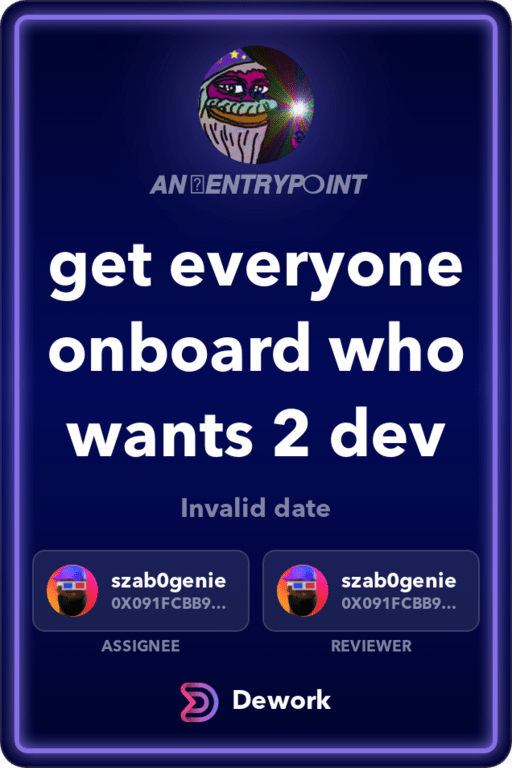 AN ENTRYPOINT
get everyone
onboard who
wants 2 dev
Invalid date
szab0genie
0X091FCBB9...
ASSIGNEE
szab0genie
0X091FCBB9...
REVIEWER
Dework